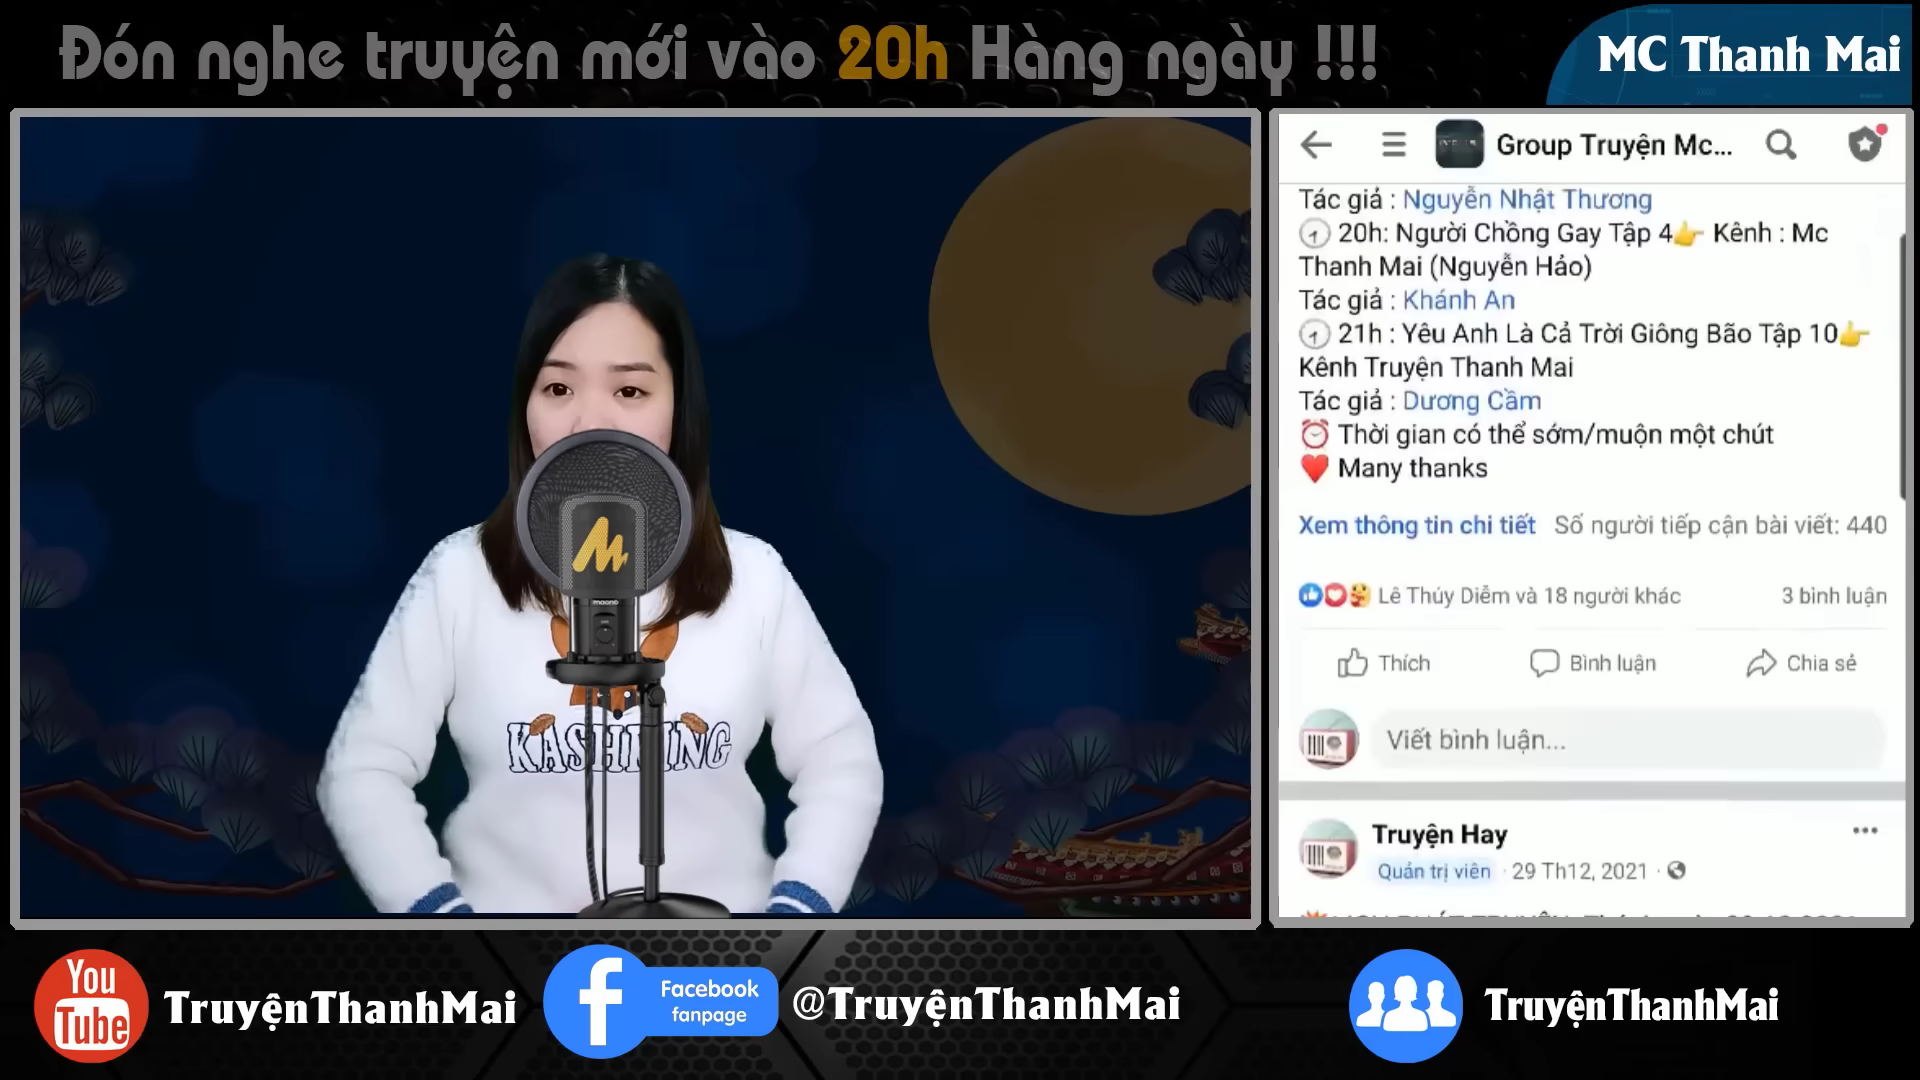 Đón nghe truyện mới vào 20h Hàng ngày !!!
MC Thanh Mai
Group Truyện Mc...
Tác giả : Nguyễn Nhật Thương
20h: Người Chồng Gay Tập 4👉 Kênh : Mc
Thanh Mai (Nguyễn Hảo)
Tác giả : Khánh An
21h : Yêu Anh Là Cả Trời Giông Bão Tập 10👉
Kênh Truyện Thanh Mai
Tác giả : Dương Cầm
⏰ Thời gian có thể sớm/muộn một chút
❤️ Many thanks
Xem thông tin chi tiết Số người tiếp cận bài viết: 440
Lê Thúy Diễm và 18 người khác 3 bình luận
Thích Bình luận Chia sẻ
Viết bình luận...
Truyện Hay
Quản trị viên · 29 Th12, 2021 ·
maono
KASHKING
You
Tube
TruyệnThanhMai
Facebook
fanpage
@TruyệnThanhMai
TruyệnThanhMai